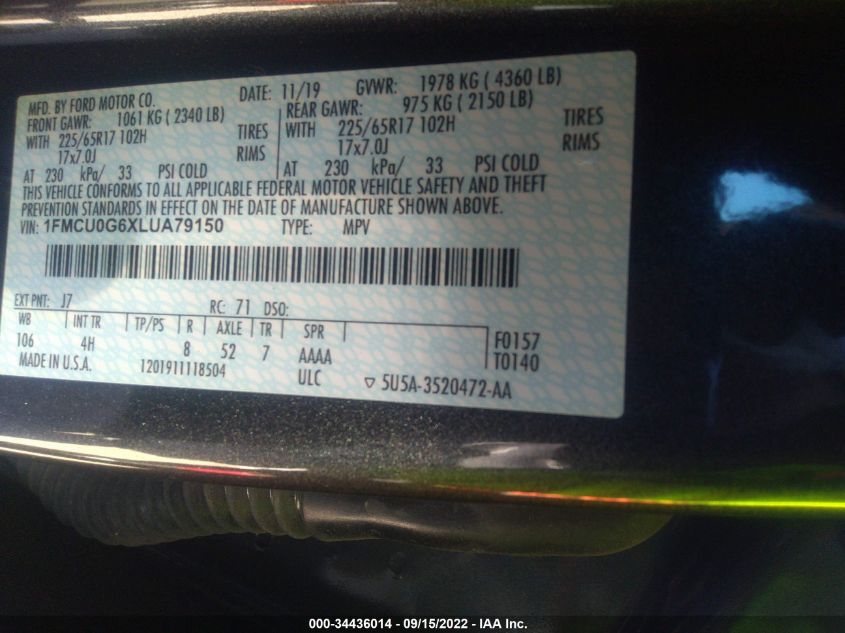 MFD. BY FORD MOTOR CO. DATE: 11/19 GVWR: 1978 KG ( 4360 LB)
FRONT GAWR: 1061 KG ( 2340 LB) REAR GAWR: 975 KG ( 2150 LB)
WITH 225/65R17 102H TIRES WITH 225/65R17 102H TIRES
17x7.0J RIMS 17x7.0J RIMS
AT 230 kPa/ 33 PSI COLD AT 230 kPa/ 33 PSI COLD
THIS VEHICLE CONFORMS TO ALL APPLICABLE FEDERAL MOTOR VEHICLE SAFETY AND THEFT
PREVENTION STANDARDS IN EFFECT ON THE DATE OF MANUFACTURE SHOWN ABOVE.
VIN: 1FMCU0G6XLUA79150 TYPE: MPV
EXT PNT: J7 RC: 71 DSO:
WB INT TR TP/PS R AXLE TR SPR F0157
106 4H 8 52 7 AAAA T0140
MADE IN U.S.A. 1201911118504 ULC ▽ 5U5A-3520472-AA
000-34436014 - 09/15/2022 - IAA Inc.